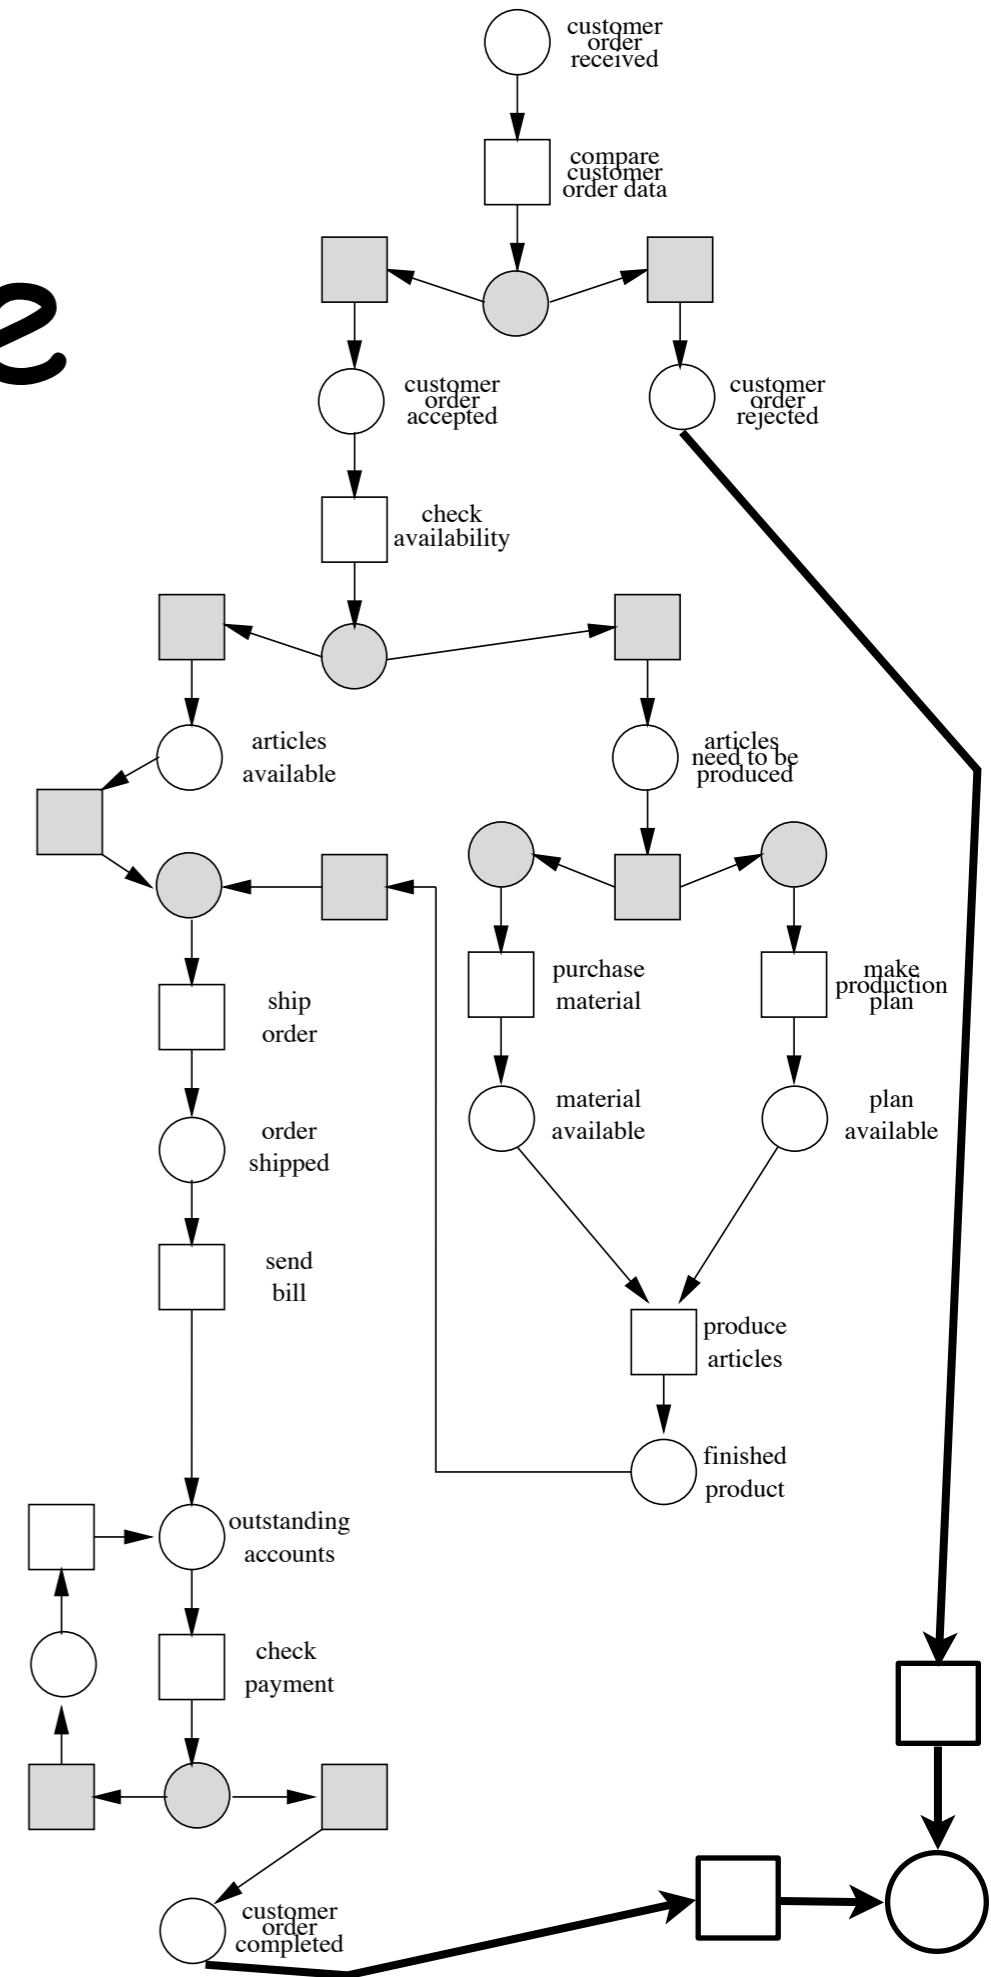 customer
order
received
compare
customer
order data
e
customer
order
accepted
customer
order
rejected
check
availability
articles
available
articles
need to be
produced
purchase
material
make
production
plan
ship
order
material
available
plan
available
order
shipped
send
bill
produce
articles
finished
product
outstanding
accounts
check
payment
customer
order
completed